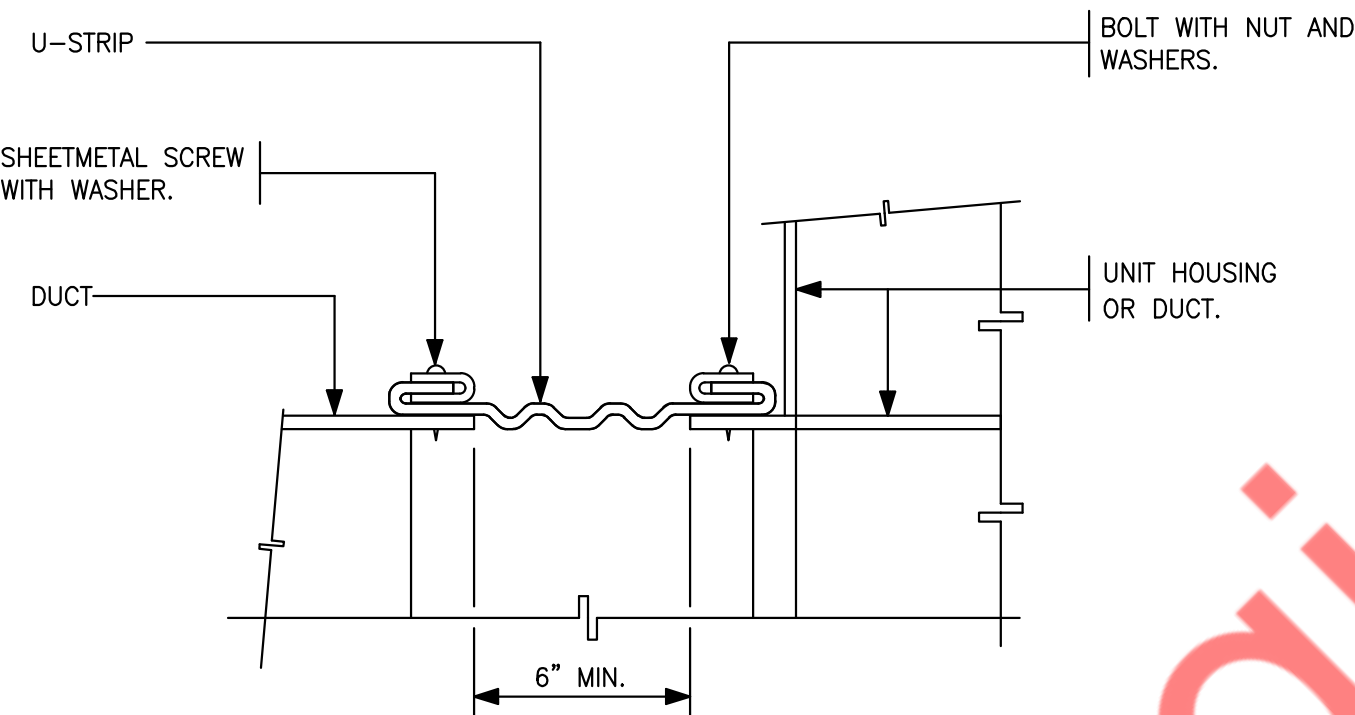 U-STRIP
BOLT WITH NUT AND
WASHERS.
SHEETMETAL SCREW
WITH WASHER.
DUCT
UNIT HOUSING
OR DUCT.
6" MIN.